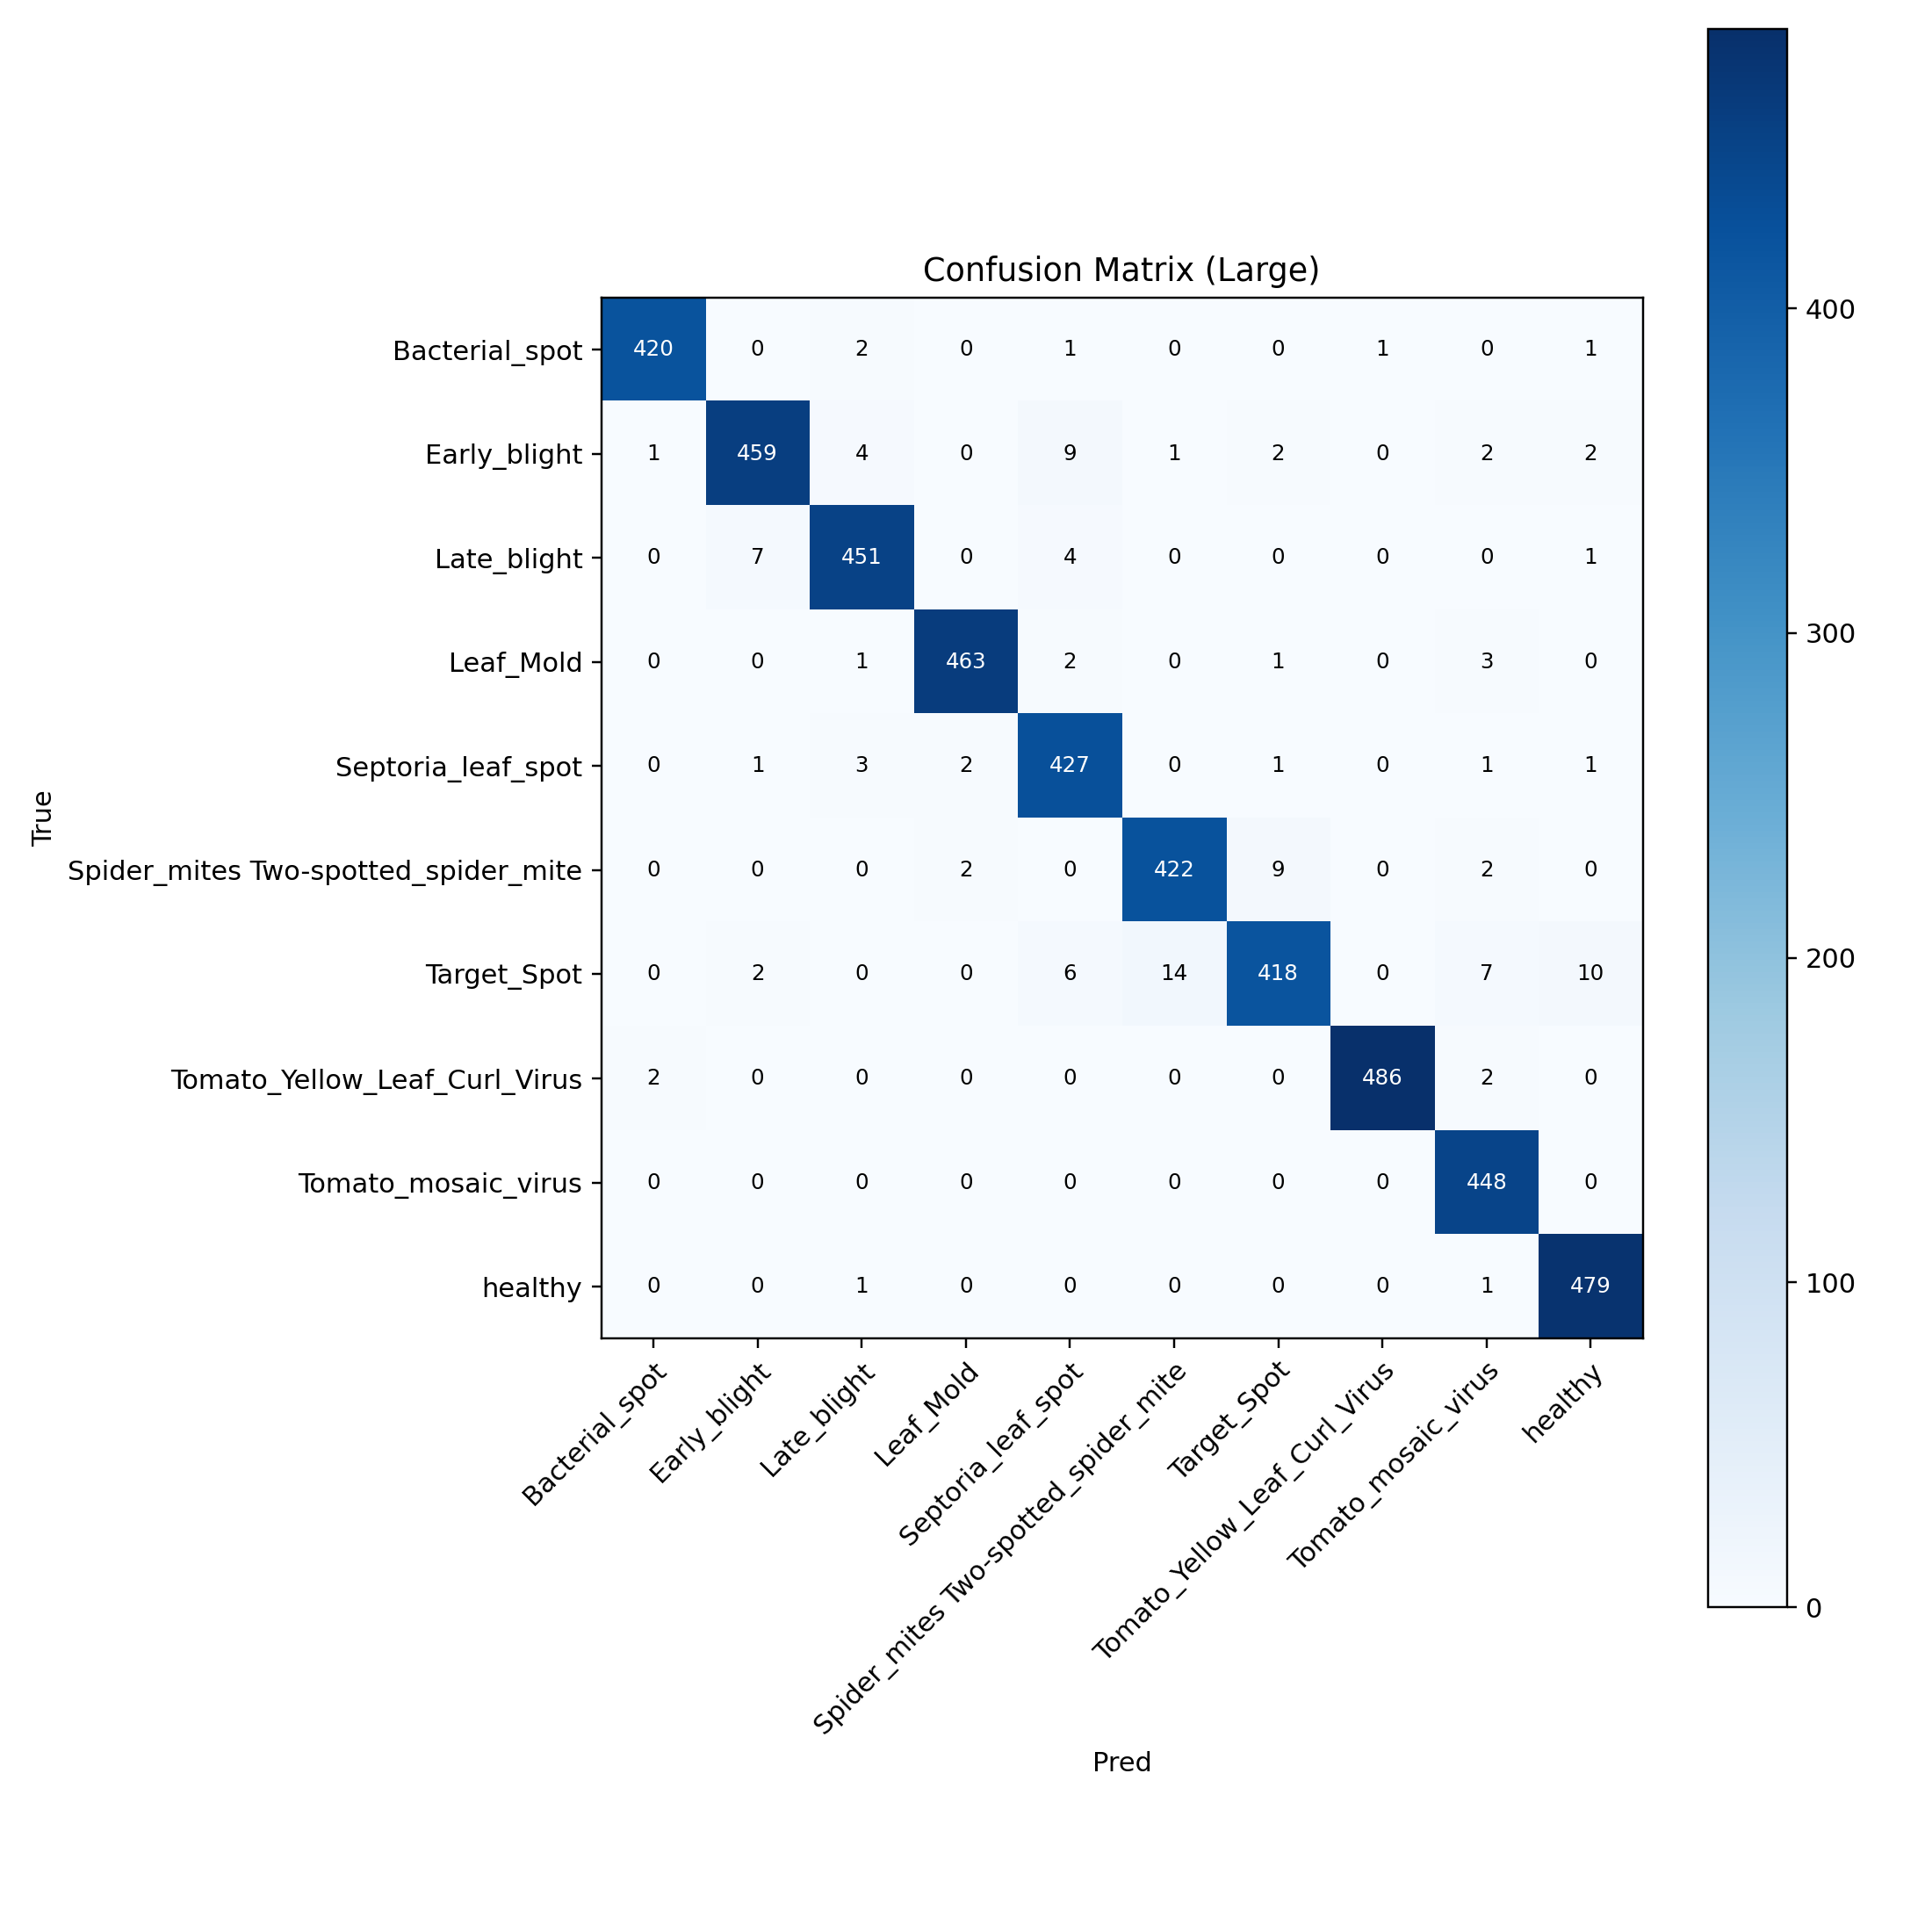 Confusion Matrix (Large)
True
Bacterial_spot 420 0 2 0 1 0 0 1 0 1
Early_blight 1 459 4 0 9 1 2 0 2 2
Late_blight 0 7 451 0 4 0 0 0 0 1
Leaf_Mold 0 0 1 463 2 0 1 0 3 0
Septoria_leaf_spot 0 1 3 2 427 0 1 0 1 1
Spider_mites Two-spotted_spider_mite 0 0 0 2 0 422 9 0 2 0
Target_Spot 0 2 0 0 6 14 418 0 7 10
Tomato_Yellow_Leaf_Curl_Virus 2 0 0 0 0 0 0 486 2 0
Tomato_mosaic_virus 0 0 0 0 0 0 0 0 448 0
healthy 0 0 1 0 0 0 0 0 1 479
Bacterial_spot
Early_blight
Late_blight
Leaf_Mold
Septoria_leaf_spot
Spider_mites Two-spotted_spider_mite
Target_Spot
Tomato_Yellow_Leaf_Curl_Virus
Tomato_mosaic_virus
healthy
Pred
400
300
200
100
0